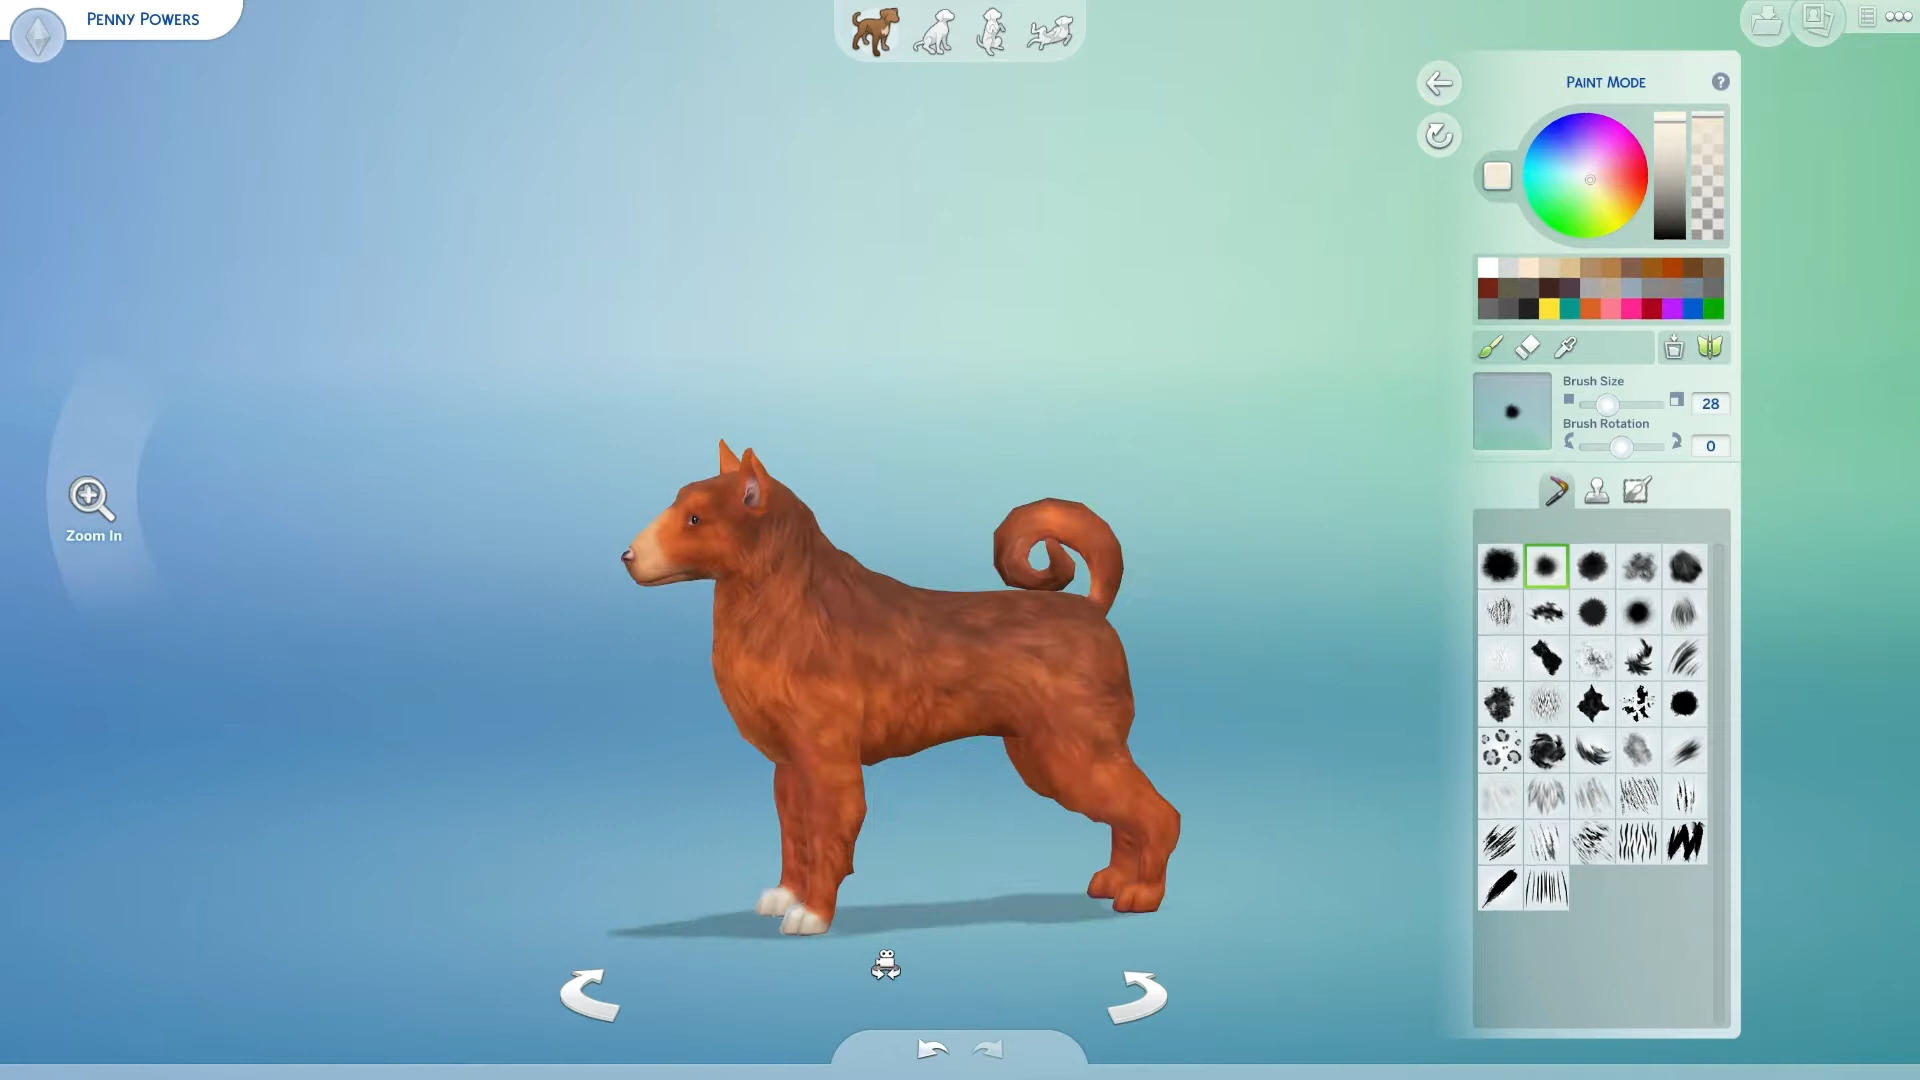 PENNY POWERS
PAINT MODE
?
Brush Size
28
Brush Rotation
0
Zoom In